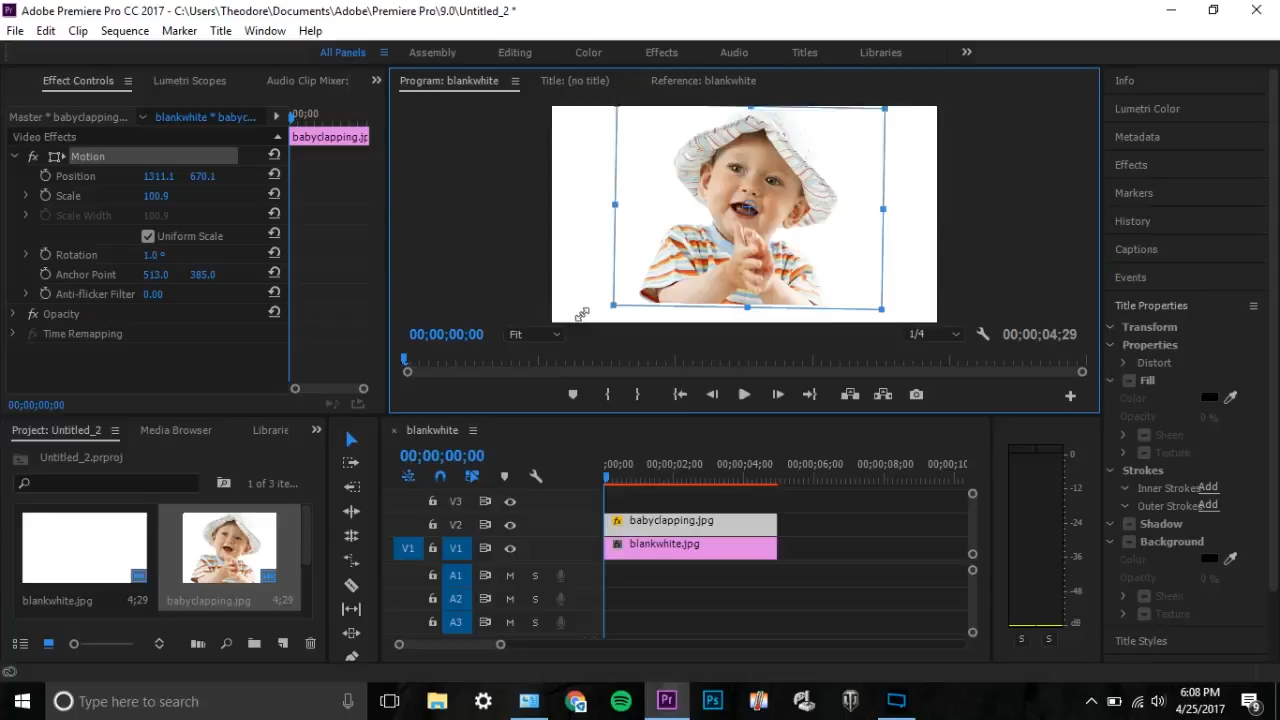 Adobe Premiere Pro CC 2017 - C:\Users\Theodore\Documents\Adobe\Premiere Pro\9.0\Untitled_2 *
File Edit Clip Sequence Marker Title Window Help
All Panels Assembly Editing Color Effects Audio Titles Libraries
Effect Controls Lumetri Scopes Audio Clip Mixer:
Program: blankwhite Title: (no title) Reference: blankwhite
Master * babyclapping... blankwhite * babyc... ;00;00
Video Effects babyclapping.jp
fx Motion
Position 1311.1 670.1
Scale 100.9
Scale Width 100.9
Uniform Scale
Rotation 1.0 °
Anchor Point 513.0 385.0
Anti-flicker Filter 0.00
fx Opacity
fx Time Remapping
00;00;00;00
00;00;00;00 Fit 1/4 00;00;04;29
Info
Lumetri Color
Metadata
Effects
Markers
History
Captions
Events
Title Properties
Transform
Properties
Distort
Fill
Color
Opacity 0 %
Sheen
Texture
Strokes
Inner Strokes Add
Outer Strokes Add
Shadow
Background
Color
Opacity 0 %
Sheen
Texture
Title Styles
Project: Untitled_2 Media Browser Librarie
Untitled_2.prproj
1 of 3 ite...
blankwhite.jpg 4;29 babyclapping.jpg 4;29
blankwhite
00;00;00;00
;00;00 00;00;02;00 00;00;04;00 00;00;06;00 00;00;08;00 00;00;10
V3
V2 fx babyclapping.jpg
V1 V1 blankwhite.jpg
A1 M S
A2 M S
A3 M S
0
-12
-24
-36
-48
dB
S S
Type here to search
Pr Ps
6:08 PM
4/25/2017
9